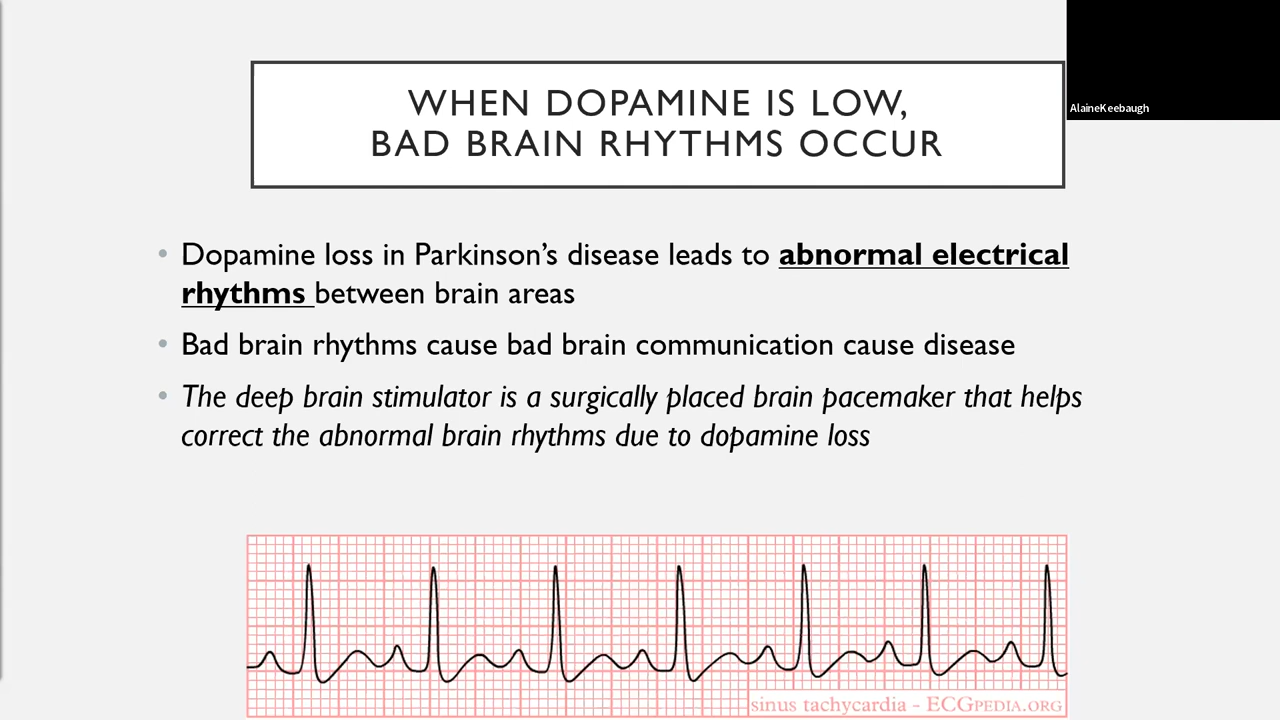 WHEN DOPAMINE IS LOW,
BAD BRAIN RHYTHMS OCCUR
AlaineKeebaugh
• Dopamine loss in Parkinson’s disease leads to abnormal electrical
rhythms between brain areas
• Bad brain rhythms cause bad brain communication cause disease
• The deep brain stimulator is a surgically placed brain pacemaker that helps
correct the abnormal brain rhythms due to dopamine loss
sinus tachycardia - ECGPEDIA.ORG